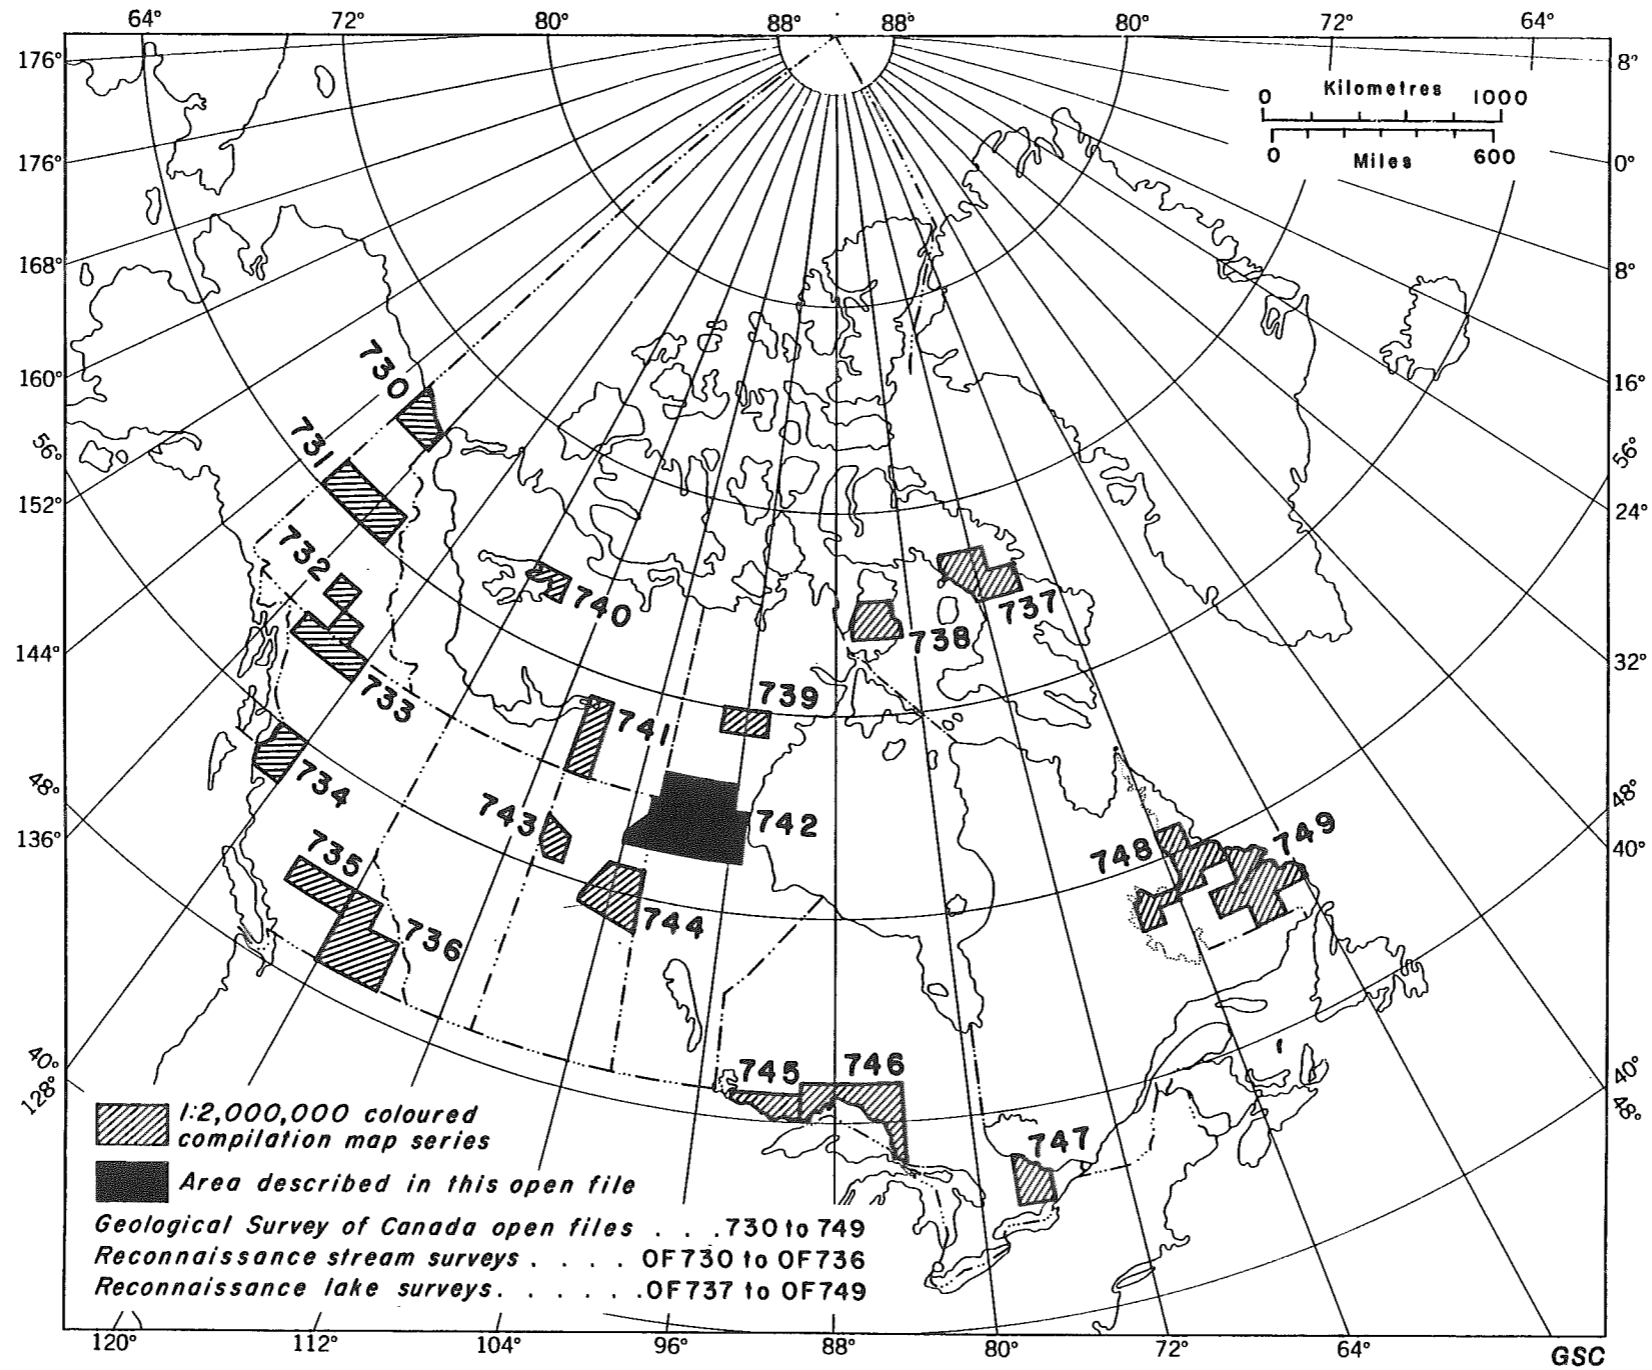 64° 72° 80° 88° 88° 80° 72° 64°
176° 8°
Kilometres
0 1000
0 600
Miles
176° 0°
168° 8°
160° 16°
730
56° 56°
731
152° 24°
732
740
737
738
144° 32°
733
739
741
734
48° 48°
743
742
136° 749
748 40°
735
744
736
745 746
40° 40°
128° 48°
747
1:2,000,000 coloured
compilation map series
Area described in this open file
Geological Survey of Canada open files . . .730 to 749
Reconnaissance stream surveys . . . . OF730 to OF736
Reconnaissance lake surveys. . . . . .OF737 to OF749
120° 112° 104° 96° 88° 80° 72° 64°
GSC